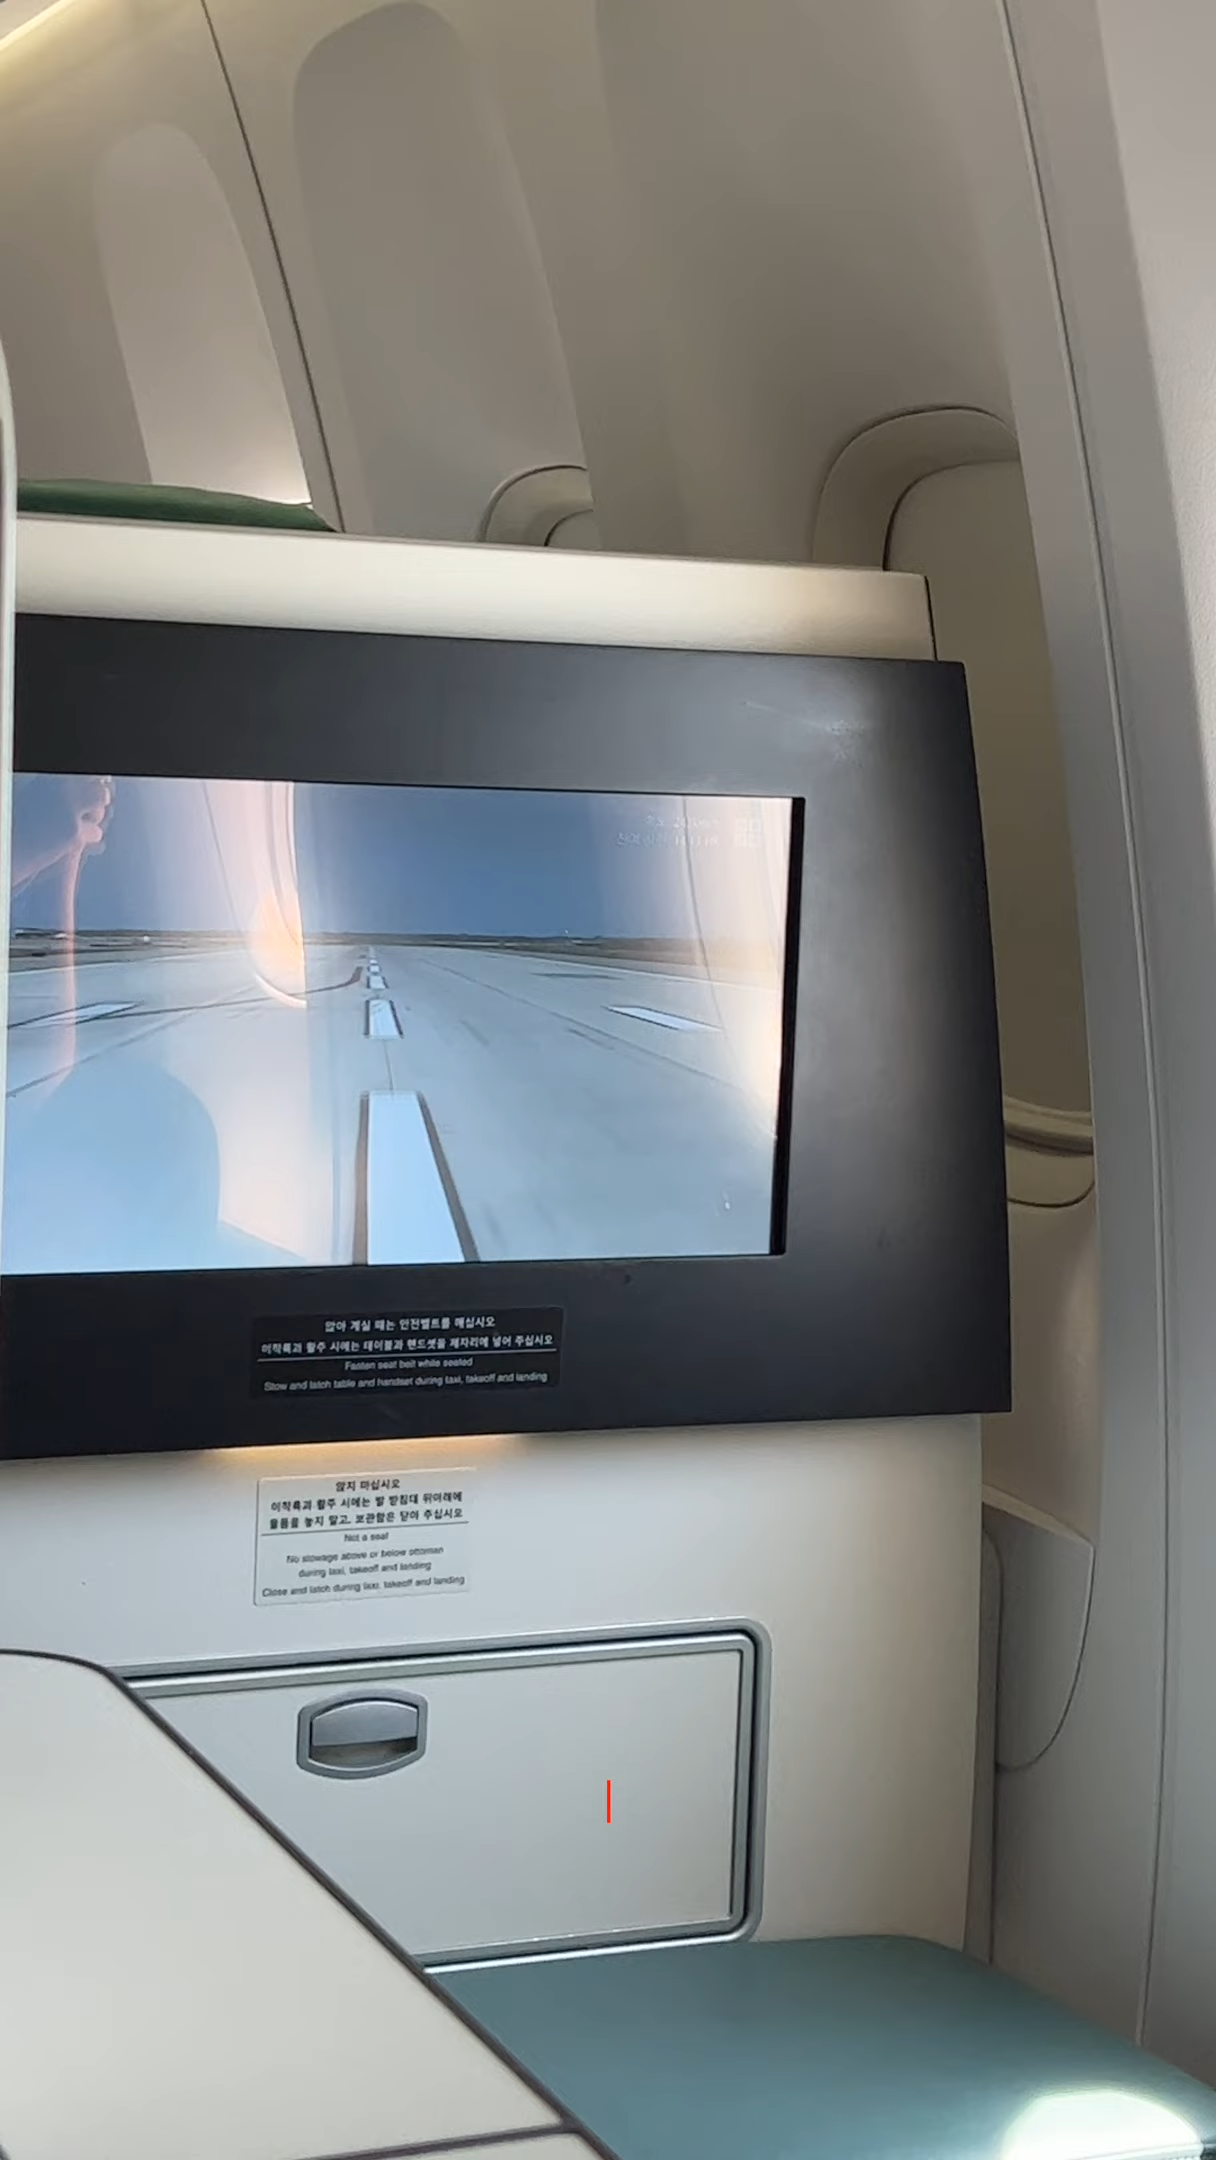 앉아 계실 때는 안전벨트를 매십시오
이착륙과 활주 시에는 테이블과 핸드셋을 제자리에 넣어 주십시오
Fasten seat belt while seated
Stow and latch table and handset during taxi, takeoff and landing
앉지 마십시오
이착륙과 활주 시에는 발 받침대 위아래에
물품을 놓지 말고, 보관함은 닫아 주십시오
Not a seat
No stowage above or below ottoman
during taxi, takeoff and landing
Close and latch during taxi, takeoff and landing